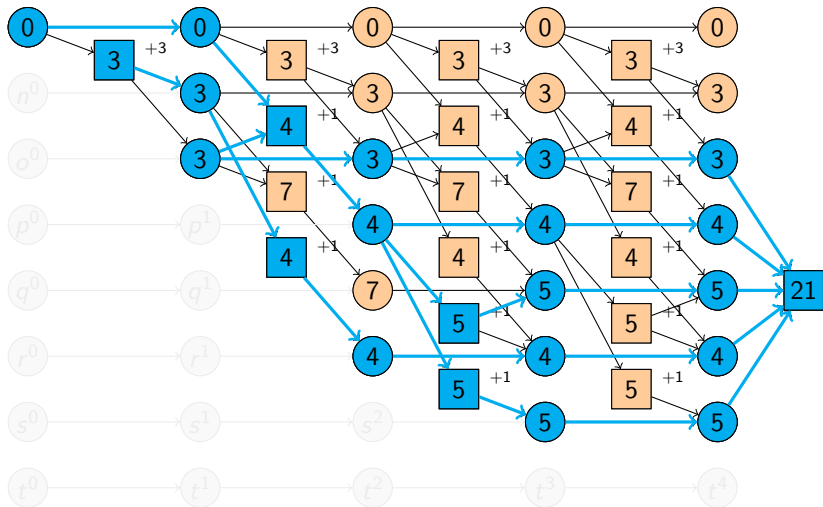 0 0 0 0 0
3 +3 3 +3 3 +3 3 +3
n⁰ 3 3 3 3
4 +1 4 +1 4 +1
o⁰ 3 3 3 3
7 +1 7 +1 7 +1
p⁰ p¹ 4 4 4
4 +1 4 +1 4 +1
q⁰ q¹ 7 5 5 21
5 +1 5 +1
r⁰ r¹ 4 4 4
5 +1 5 +1
s⁰ s¹ s² 5 5
t⁰ t¹ t² t³ t⁴